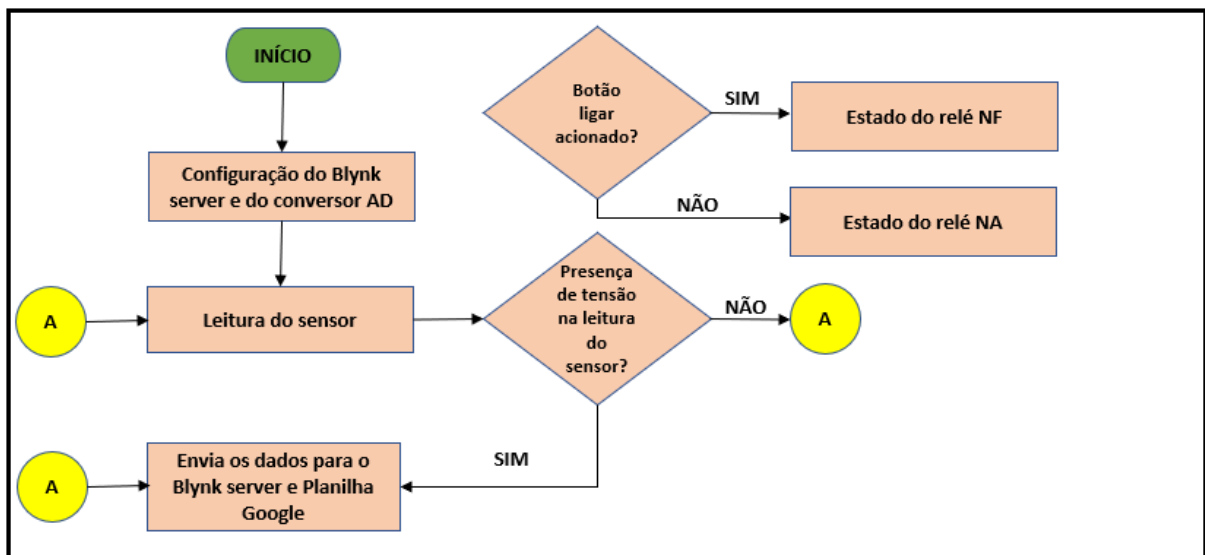 INÍCIO
Configuração do Blynk
server e do conversor AD
A
Leitura do sensor
Presença
de tensão
na leitura
do
sensor?
NÃO
A
SIM
A
Envia os dados para o
Blynk server e Planilha
Google
Botão
ligar
acionado?
SIM
Estado do relé NF
NÃO
Estado do relé NA